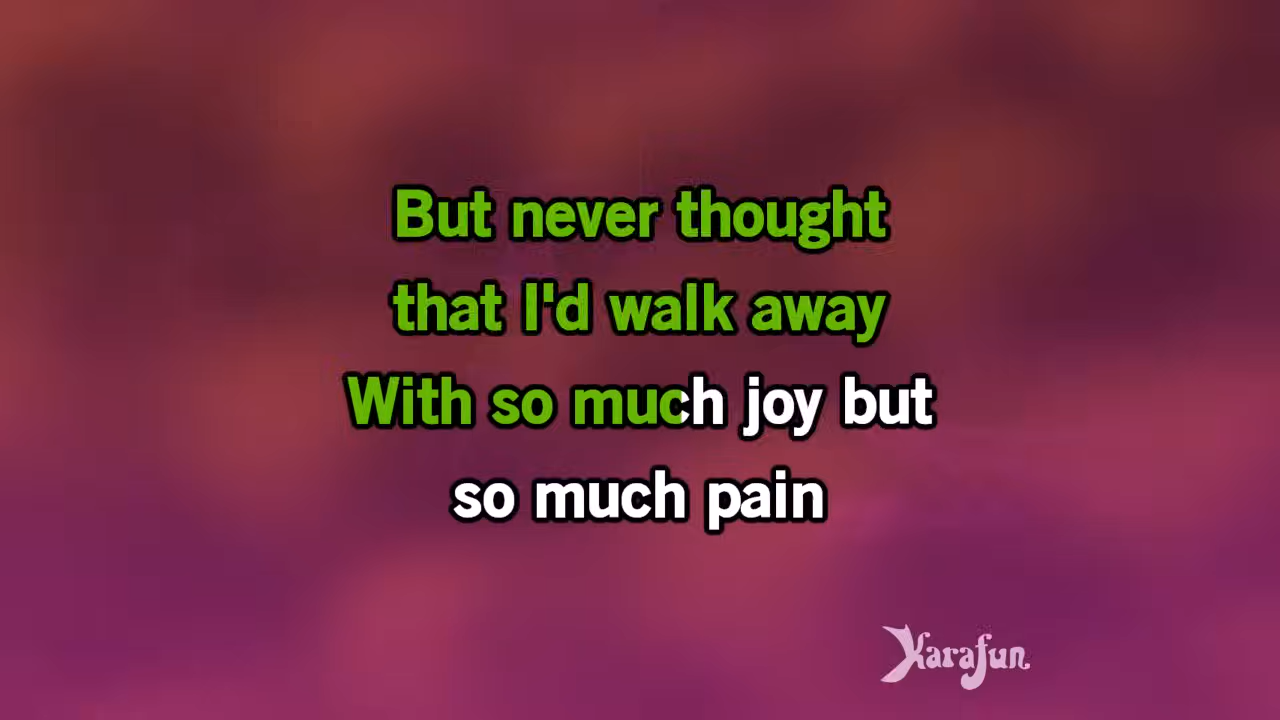 But never thought
that I'd walk away
With so much joy but
so much pain
Karafun